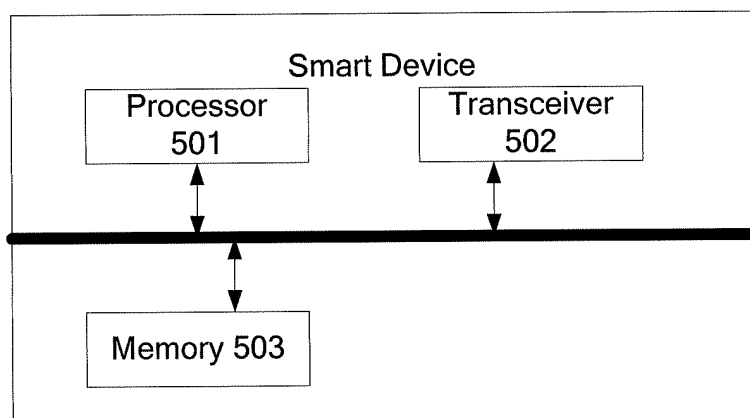 Smart Device
Processor
501
Transceiver
502
Memory 503